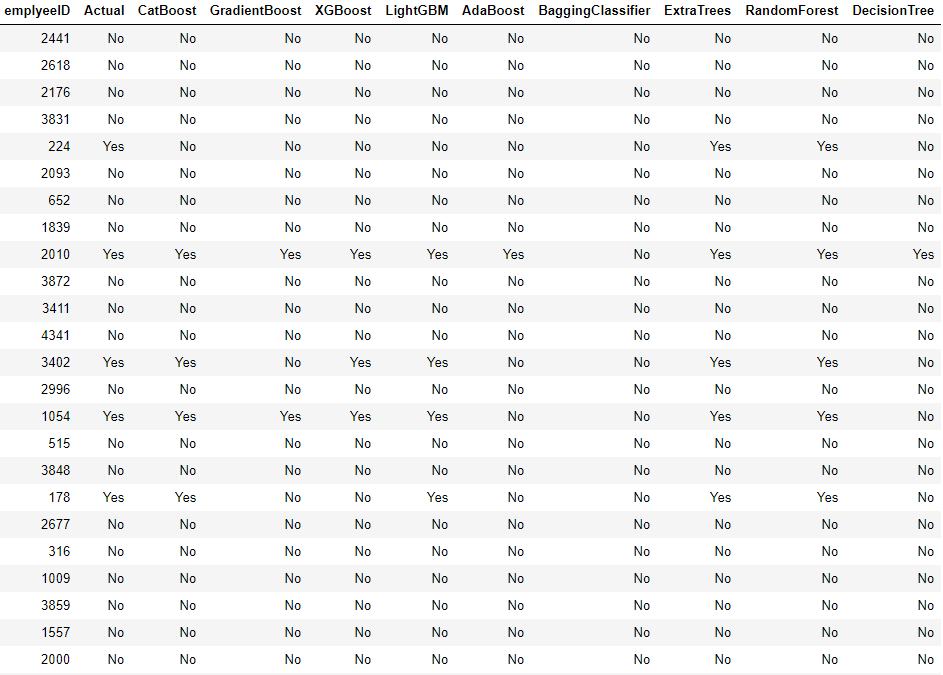 emplyeeID Actual CatBoost GradientBoost XGBoost LightGBM AdaBoost BaggingClassifier ExtraTrees RandomForest DecisionTree
2441 No No No No No No No No No No
2618 No No No No No No No No No No
2176 No No No No No No No No No No
3831 No No No No No No No No No No
224 Yes No No No No No No Yes Yes No
2093 No No No No No No No No No No
652 No No No No No No No No No No
1839 No No No No No No No No No No
2010 Yes Yes Yes Yes Yes Yes No Yes Yes Yes
3872 No No No No No No No No No No
3411 No No No No No No No No No No
4341 No No No No No No No No No No
3402 Yes Yes No Yes Yes No No Yes Yes No
2996 No No No No No No No No No No
1054 Yes Yes Yes Yes Yes No No Yes Yes No
515 No No No No No No No No No No
3848 No No No No No No No No No No
178 Yes Yes No No Yes No No Yes Yes No
2677 No No No No No No No No No No
316 No No No No No No No No No No
1009 No No No No No No No No No No
3859 No No No No No No No No No No
1557 No No No No No No No No No No
2000 No No No No No No No No No No